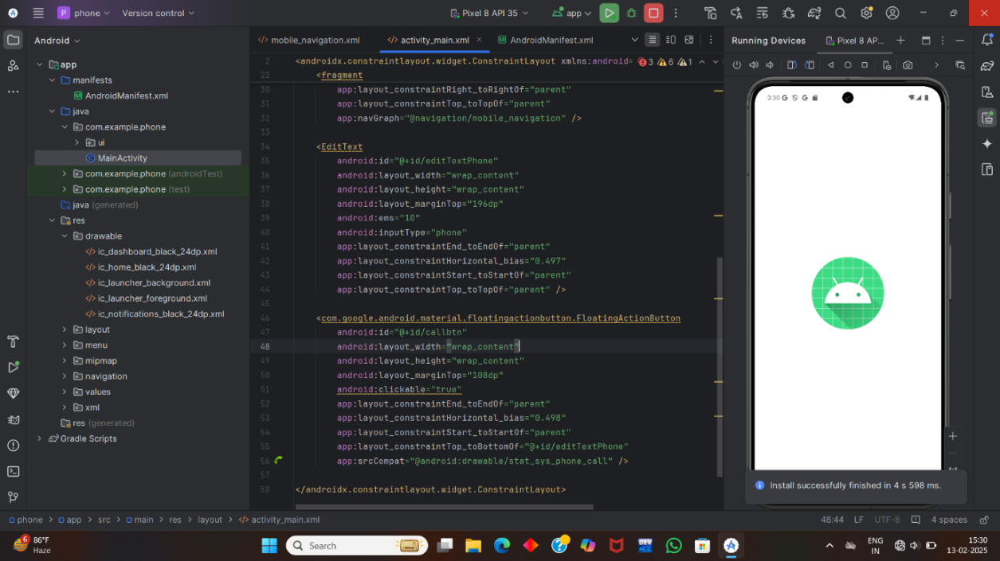 phone
Version control
Pixel 8 API 35
app
Android
mobile_navigation.xml
activity_main.xml
AndroidManifest.xml
Running Devices
Pixel 8 AP...
app
manifests
AndroidManifest.xml
java
com.example.phone
ui
MainActivity
com.example.phone (androidTest)
com.example.phone (test)
java (generated)
res
drawable
ic_dashboard_black_24dp.xml
ic_home_black_24dp.xml
ic_launcher_background.xml
ic_launcher_foreground.xml
ic_notifications_black_24dp.xml
layout
menu
mipmap
navigation
values
xml
res (generated)
Gradle Scripts
2 <androidx.constraintlayout.widget.ConstraintLayout xmlns:android= 3 6 1
22 <fragment
30 app:layout_constraintRight_toRightOf="parent"
31 app:layout_constraintTop_toTopOf="parent"
32 app:navGraph="@navigation/mobile_navigation" />
33
34 <EditText
35 android:id="@+id/editTextPhone"
36 android:layout_width="wrap_content"
37 android:layout_height="wrap_content"
38 android:layout_marginTop="196dp"
39 android:ems="10"
40 android:inputType="phone"
41 app:layout_constraintEnd_toEndOf="parent"
42 app:layout_constraintHorizontal_bias="0.497"
43 app:layout_constraintStart_toStartOf="parent"
44 app:layout_constraintTop_toTopOf="parent" />
45
46 <com.google.android.material.floatingactionbutton.FloatingActionButton
47 android:id="@+id/callbtn"
48 android:layout_width="wrap_content"
49 android:layout_height="wrap_content"
50 android:layout_marginTop="108dp"
51 android:clickable="true"
52 app:layout_constraintEnd_toEndOf="parent"
53 app:layout_constraintHorizontal_bias="0.498"
54 app:layout_constraintStart_toStartOf="parent"
55 app:layout_constraintTop_toBottomOf="@+id/editTextPhone"
56 app:srcCompat="@android:drawable/stat_sys_phone_call" />
57
58 </androidx.constraintlayout.widget.ConstraintLayout>
3:30
Install successfully finished in 4 s 598 ms.
phone > app > src > main > res > layout > activity_main.xml
48:44 LF UTF-8 4 spaces
6
86°F
Haze
Search
DEV
ENG
IN
15:30
13-02-2025